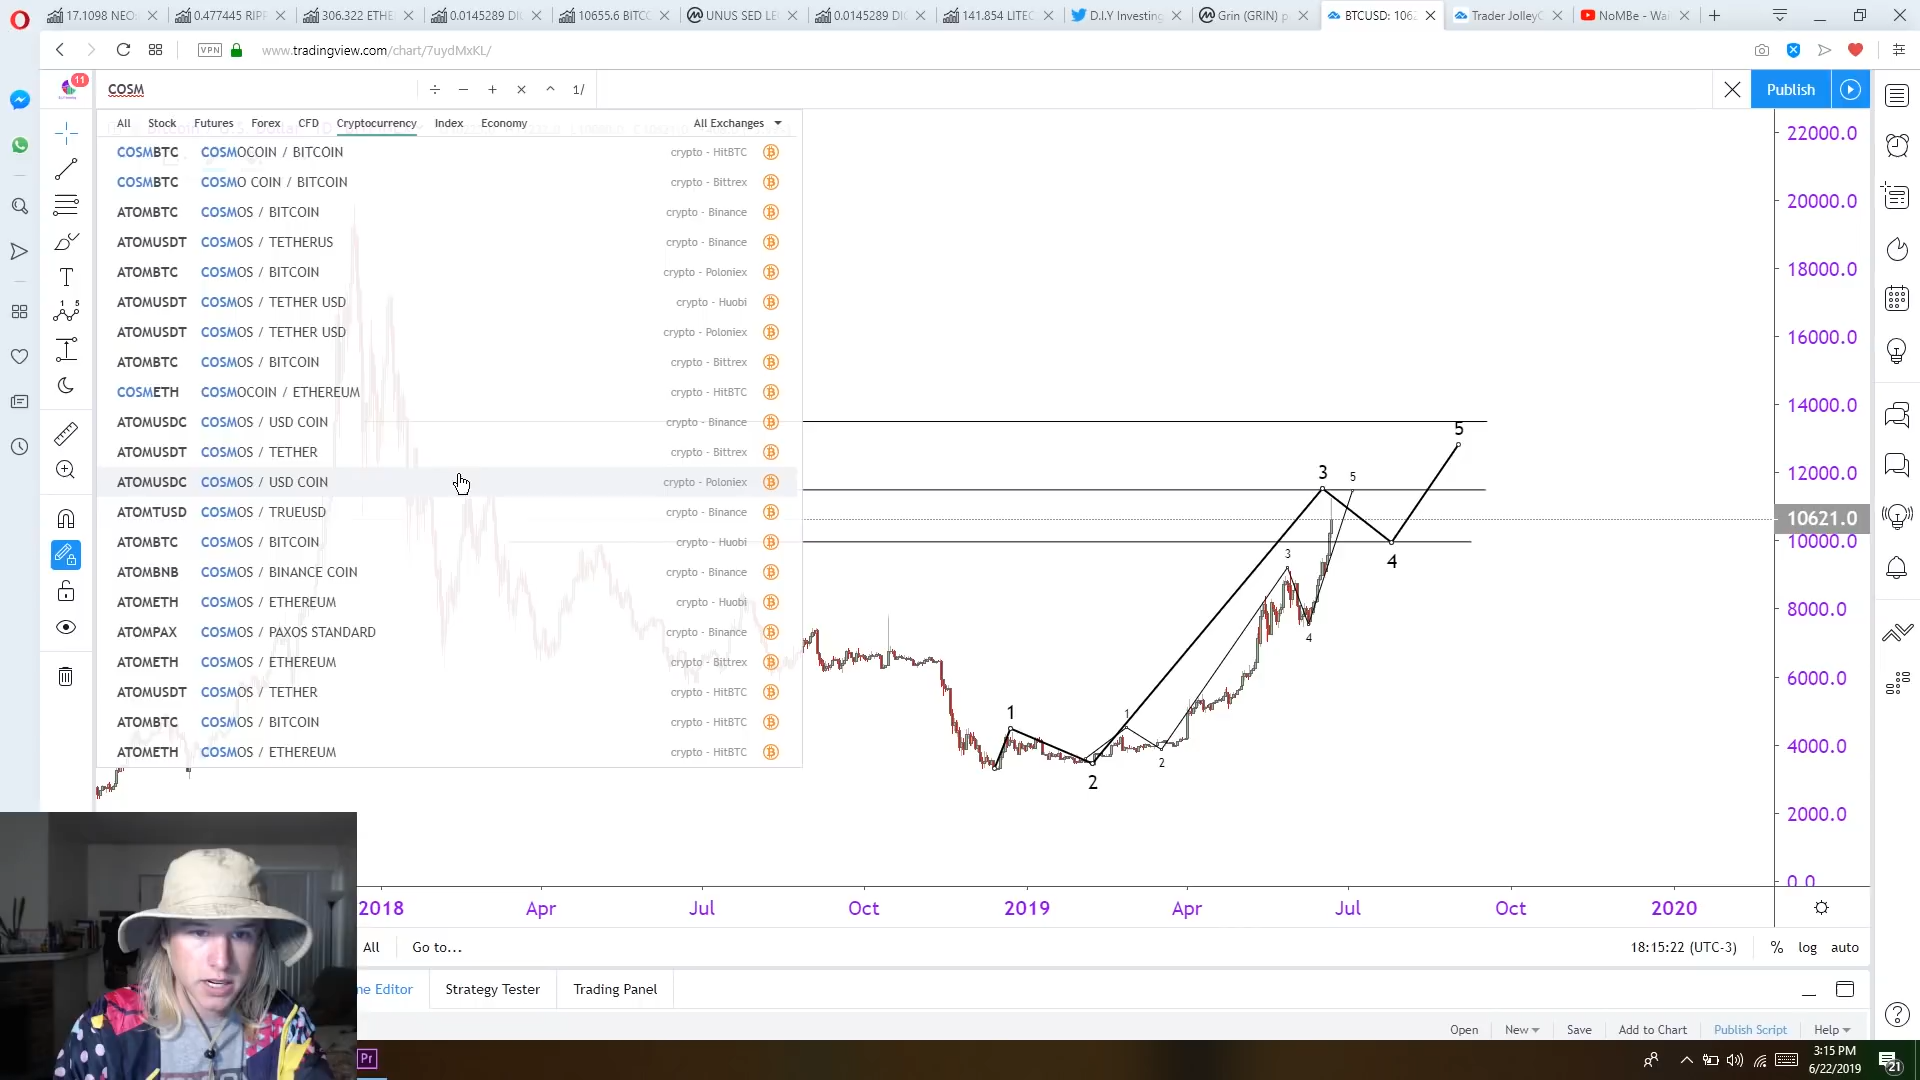 17.1098 NEO
0.477445 RIPP
306.322 ETHE
0.0145289 DI
10655.6 BITC
UNUS SED LE
0.0145289 DI
141.854 LITEC
D.I.Y Investing
Grin (GRIN) p
BTCUSD: 106
Trader JolleyC
NoMBe - Wai
VPN
www.tradingview.com/chart/7uydMxKL/
11
COSM
÷ − + × ^ 1/
Publish
All Stock Futures Forex CFD Cryptocurrency Index Economy All Exchanges
COSMBTC COSMOCOIN / BITCOIN crypto - HitBTC
COSMBTC COSMO COIN / BITCOIN crypto - Bittrex
ATOMBTC COSMOS / BITCOIN crypto - Binance
ATOMUSDT COSMOS / TETHERUS crypto - Binance
ATOMBTC COSMOS / BITCOIN crypto - Poloniex
ATOMUSDT COSMOS / TETHER USD crypto - Huobi
ATOMUSDT COSMOS / TETHER USD crypto - Poloniex
ATOMBTC COSMOS / BITCOIN crypto - Bittrex
COSMETH COSMOCOIN / ETHEREUM crypto - HitBTC
ATOMUSDC COSMOS / USD COIN crypto - Binance
ATOMUSDT COSMOS / TETHER crypto - Bittrex
ATOMUSDC COSMOS / USD COIN crypto - Poloniex
ATOMTUSD COSMOS / TRUEUSD crypto - Binance
ATOMBTC COSMOS / BITCOIN crypto - Huobi
ATOMBNB COSMOS / BINANCE COIN crypto - Binance
ATOMETH COSMOS / ETHEREUM crypto - Huobi
ATOMPAX COSMOS / PAXOS STANDARD crypto - Binance
ATOMETH COSMOS / ETHEREUM crypto - Bittrex
ATOMUSDT COSMOS / TETHER crypto - HitBTC
ATOMBTC COSMOS / BITCOIN crypto - HitBTC
ATOMETH COSMOS / ETHEREUM crypto - HitBTC
22000.0
20000.0
18000.0
16000.0
14000.0
12000.0
10621.0
10000.0
8000.0
6000.0
4000.0
2000.0
0.0
1
2
3
4
5
1
2
3
4
5
2018 Apr Jul Oct 2019 Apr Jul Oct 2020
All Go to...
18:15:22 (UTC-3) % log auto
ne Editor Strategy Tester Trading Panel
Open New Save Add to Chart Publish Script Help
Pr
3:15 PM
6/22/2019
21